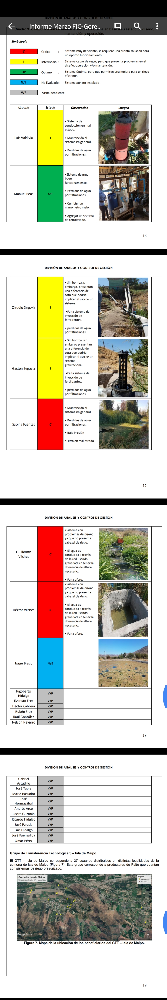 DIVISIÓN DE ANÁLISIS Y CONTROL DE GESTIÓN
Informe Marzo FIC-Gore...
Cuadro 9. Categorización de beneficiarios GTT – en base a su estado de diseño,
mantención y operación.
Simbología
C Crítico : Sistema muy deficiente, se requiere una pronta solución para
un óptimo funcionamiento.
I Intermedio : Sistema capaz de regar, pero que presenta problemas en el
diseño, operación y/o mantención.
OP Óptimo : Sistema óptimo, pero que permiten una mejora para un riego
eficiente.
N/E No Evaluado : Sistema aún no instalado
V/P Visita pendiente
Usuario Estado Observación Imagen
Luis Valdivia
I
• Sistema de
conducción en mal
estado.
• Mantención al
sistema en general.
• Pérdidas de agua
por filtraciones.
Manuel Beas
OP
•Sistema de muy
buen
funcionamiento.
• Pérdidas de agua
por filtraciones.
• Cambiar un
manómetro malo.
• Agregar un sistema
de retrolavado.
16
DIVISIÓN DE ANÁLISIS Y CONTROL DE GESTIÓN
Claudio Segovia
I
• Sin bomba, sin
embargo, presentan
una diferencia de
cota que podría
implicar el uso de un
sistema.
•Falta sistema de
Inyección de
fertilizantes.
• pérdidas de agua
por filtraciones.
Gastón Segovia
I
• Sin bomba, sin
embargo presentan
una diferencia de
cota que podría
implicar el uso de un
sistema
gravitacional.
•Falta sistema de
Inyección de
fertilizantes.
• pérdidas de agua
por filtraciones.
Sabina Fuentes
C
• Mantención al
sistema en general.
• Pérdidas de agua
por filtraciones.
• Baja Presión
•Filtro en mal estado
17
DIVISIÓN DE ANÁLISIS Y CONTROL DE GESTIÓN
Guillermo
Vilches
C
•Sistema con
problemas de diseño
ya que no presenta
cabezal de riego.
• El agua es
conducida a través
de la red usando
gravedad sin tener la
diferencia de altura
necesario.
• Falta aforo.
Héctor Vilches
C
•Sistema con
problemas de diseño
ya que no presenta
cabezal de riego.
• El agua es
conducida a través
de la red usando
gravedad sin tener la
diferencia de altura
necesario.
• Falta aforo.
Jorge Bravo
N/E
Rigoberto
Hidalgo
V/P
Evaristo Frez V/P
Héctor Cabrera V/P
Rubén Frez V/P
Raúl González V/P
Nelson Navarro V/P
18
DIVISIÓN DE ANÁLISIS Y CONTROL DE GESTIÓN
Gabriel
Astudillo
V/P
José Tapia V/P
Mario Basualto V/P
José
Hormazábal
V/P
Andrés Arce V/P
Pedro Guzmán V/P
Ricardo Hidalgo V/P
José Parada V/P
Lius Hidalgo V/P
José Fuenzalida V/P
Omar Pérez V/P
Grupo de Transferencia Tecnológica 3 – Isla de Maipo
El GTT – Isla de Maipo corresponde a 27 usuarios distribuidos en distintas localidades de la
comuna de Isla de Maipo (Figura 7). Este grupo corresponde a productores de Palto que cuentan
con sistemas de riego presurizado.
Grupo 3 - Isla de Maipo
Legend
Google Earth
Figura 7. Mapa de la ubicación de los beneficiarios del GTT – Isla de Maipo.
19